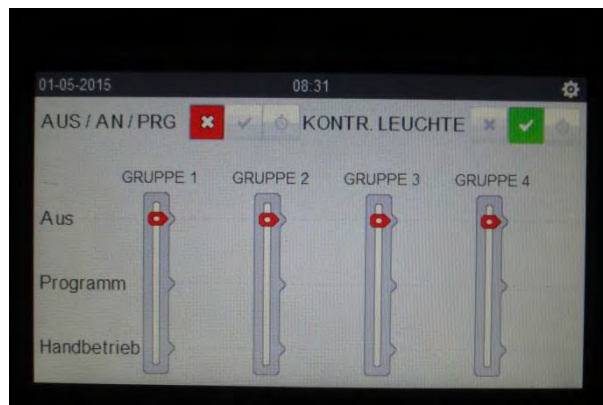 01-05-2015 08:31
AUS / AN / PRG KONTR. LEUCHTE
GRUPPE 1 GRUPPE 2 GRUPPE 3 GRUPPE 4
Aus
Programm
Handbetrieb